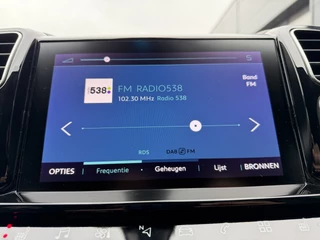 538
FM RADIO538
102.30 MHz Radio 538
Band
FM
RDS DAB FM
Frequentie Geheugen
OPTIES Lijst BRONNEN
N